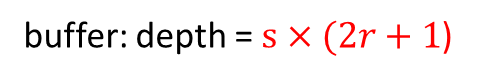 buffer: depth = s × (2r + 1)